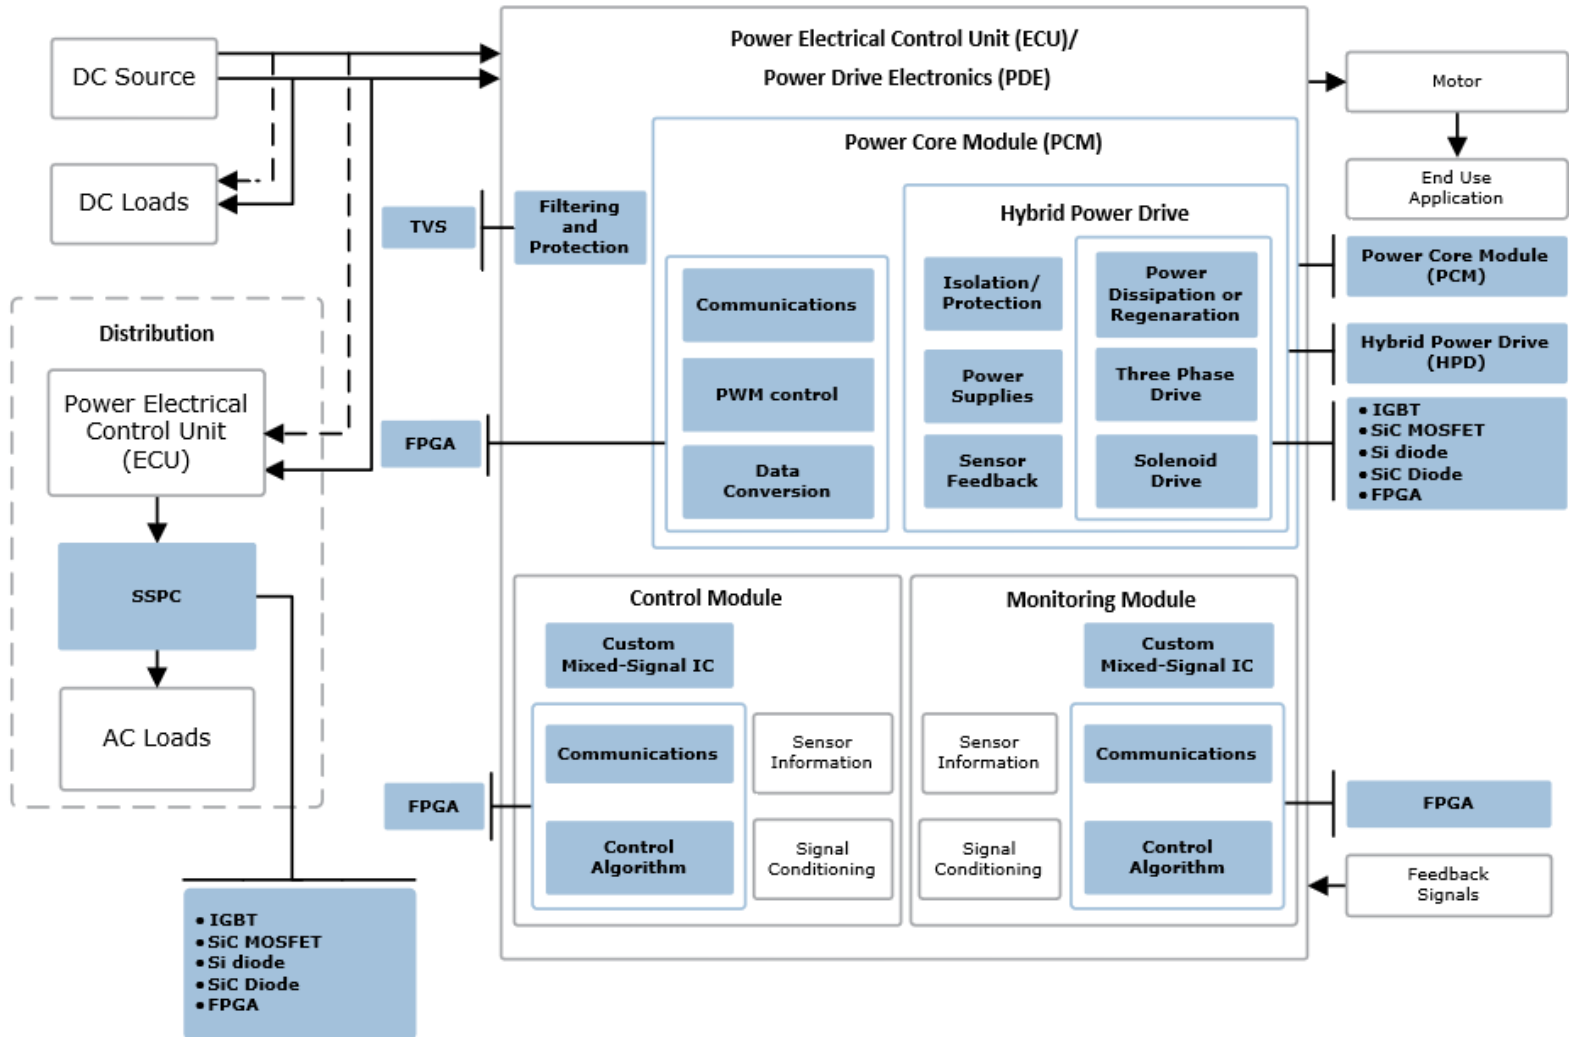 DC Source
DC Loads
Distribution
Power Electrical
Control Unit
(ECU)
SSPC
AC Loads
• IGBT
• SiC MOSFET
• Si diode
• SiC Diode
• FPGA
TVS
FPGA
FPGA
Power Electrical Control Unit (ECU)/
Power Drive Electronics (PDE)
Filtering
and
Protection
Power Core Module (PCM)
Communications
PWM control
Data
Conversion
Hybrid Power Drive
Isolation/
Protection
Power
Supplies
Sensor
Feedback
Power
Dissipation or
Regenaration
Three Phase
Drive
Solenoid
Drive
Control Module
Custom
Mixed-Signal IC
Communications
Control
Algorithm
Sensor
Information
Signal
Conditioning
Monitoring Module
Custom
Mixed-Signal IC
Sensor
Information
Signal
Conditioning
Communications
Control
Algorithm
Motor
End Use
Application
Power Core Module
(PCM)
Hybrid Power Drive
(HPD)
• IGBT
• SiC MOSFET
• Si diode
• SiC Diode
• FPGA
FPGA
Feedback
Signals